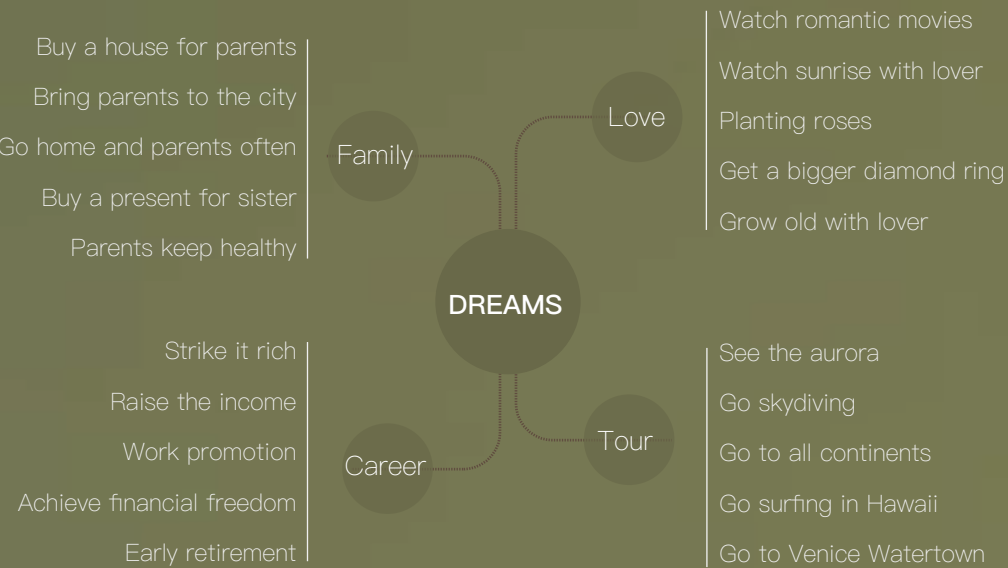 Buy a house for parents
Bring parents to the city
Go home and parents often
Buy a present for sister
Parents keep healthy
Family
Love
Watch romantic movies
Watch sunrise with lover
Planting roses
Get a bigger diamond ring
Grow old with lover
DREAMS
Strike it rich
Raise the income
Work promotion
Achieve financial freedom
Early retirement
Career
Tour
See the aurora
Go skydiving
Go to all continents
Go surfing in Hawaii
Go to Venice Watertown